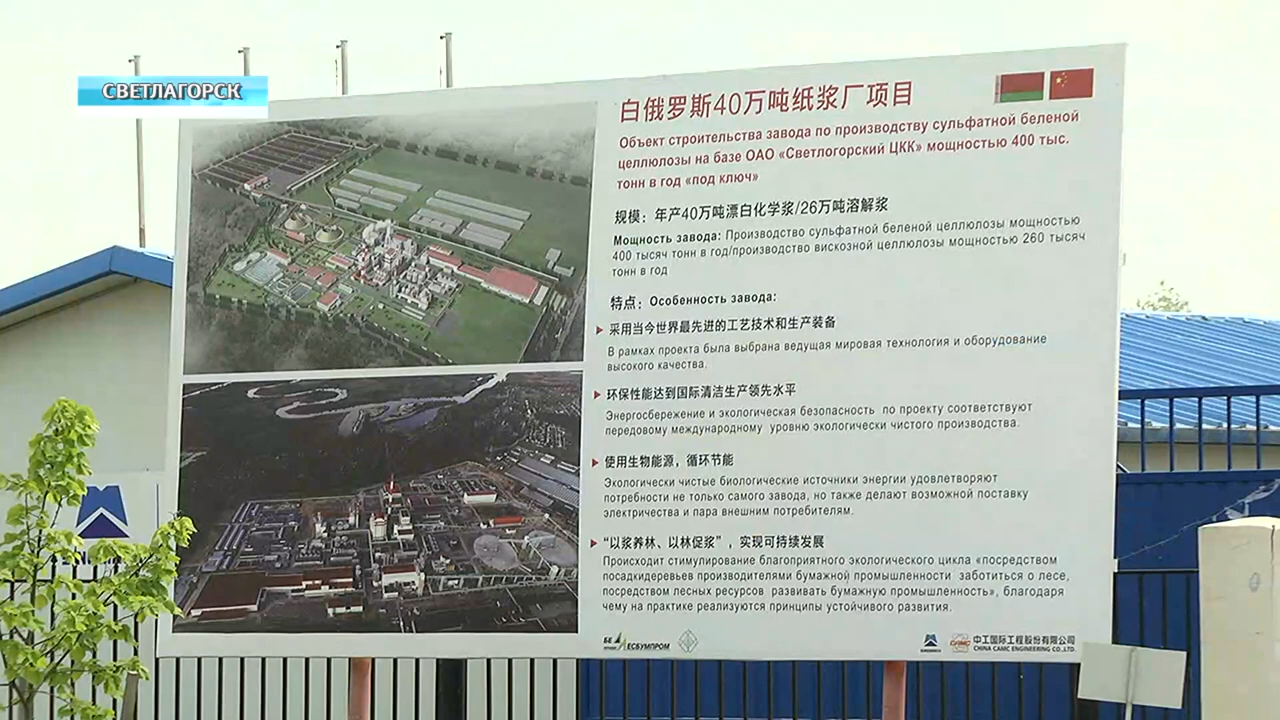 СВЕТЛАГОРСК
白俄罗斯40万吨纸浆厂项目
Объект строительства завода по производству сульфатной беленой
целлюлозы на базе ОАО «Светлогорский ЦКК» мощностью 400 тыс.
тонн в год «под ключ»
规模：年产40万吨漂白化学浆/26万吨溶解浆
Мощность завода: Производство сульфатной беленой целлюлозы мощностью
400 тысяч тонн в год/производство вискозной целлюлозы мощностью 260 тысяч
тонн в год
特点：Особенность завода:
采用当今世界最先进的工艺技术和生产装备
В рамках проекта была выбрана ведущая мировая технология и оборудование
высокого качества.
环保性能达到国际清洁生产领先水平
Энергосбережение и экологическая безопасность по проекту соответствуют
передовому международному уровню экологически чистого производства.
使用生物能源，循环节能
Экологически чистые биологические источники энергии удовлетворяют
потребности не только самого завода, но также делают возможной поставку
электричества и пара внешним потребителям.
“以浆养林、以林促浆”，实现可持续发展
Происходит стимулирование благоприятного экологического цикла «посредством
посадкидеревьев производителями бумажной промышленности заботиться о лесе,
посредством лесных ресурсов развивать бумажную промышленность», благодаря
чему на практике реализуются принципы устойчивого развития.
ЛЕСБУМПРОМ
CAMC
中工国际工程股份有限公司
CHINA CAMC ENGINEERING CO.,LTD.